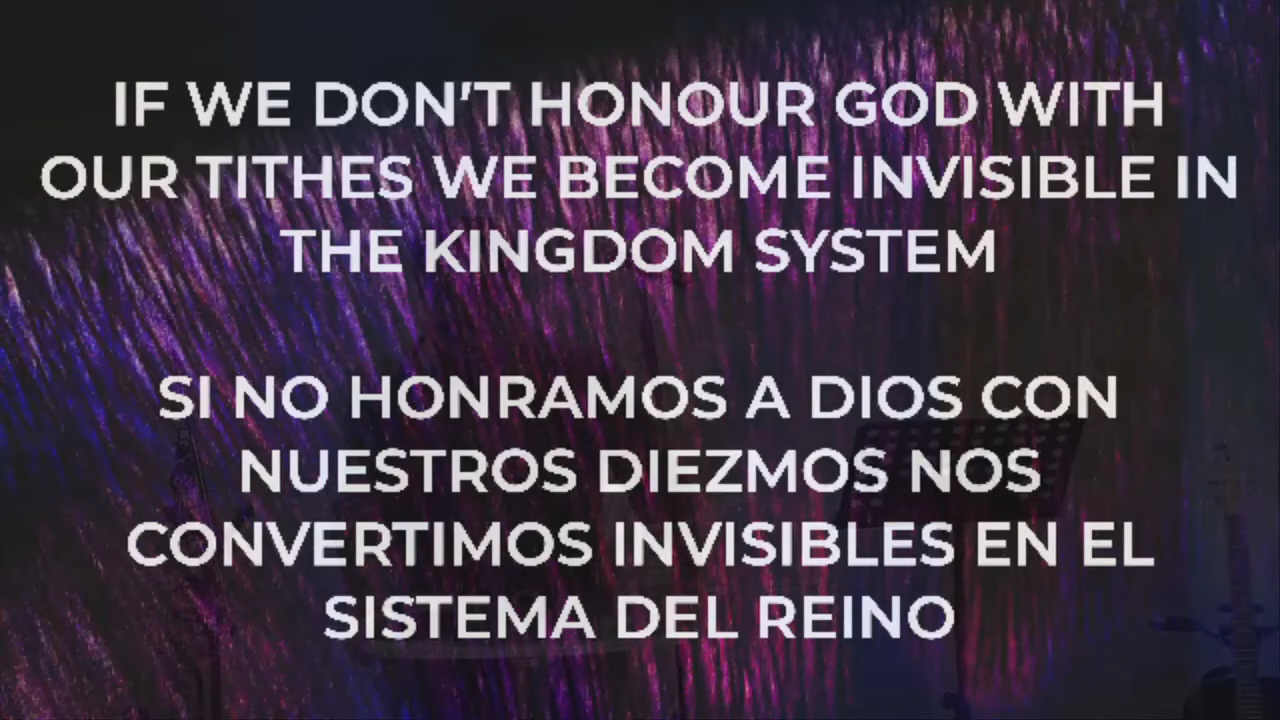 IF WE DON'T HONOUR GOD WITH
OUR TITHES WE BECOME INVISIBLE IN
THE KINGDOM SYSTEM
SI NO HONRAMOS A DIOS CON
NUESTROS DIEZMOS NOS
CONVERTIMOS INVISIBLES EN EL
SISTEMA DEL REINO